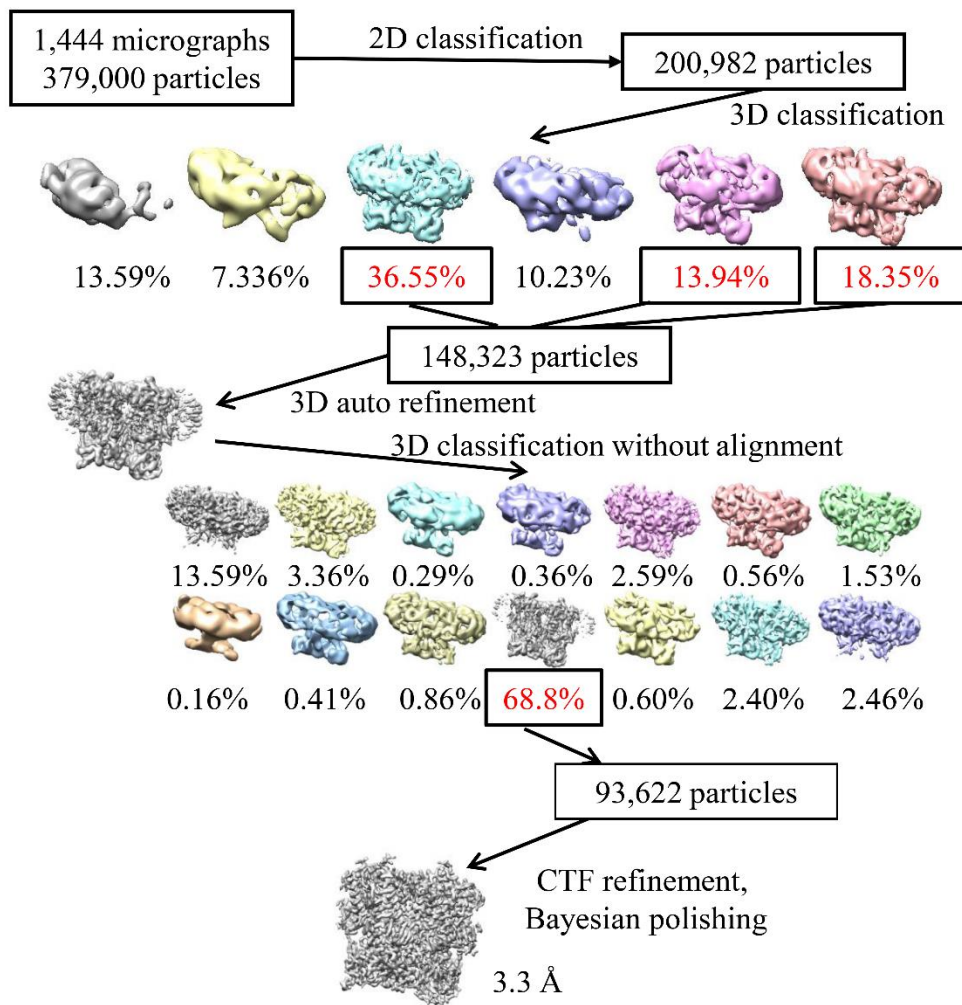 1,444 micrographs
379,000 particles
2D classification
200,982 particles
3D classification
13.59%
7.336%
36.55%
10.23%
13.94%
18.35%
148,323 particles
3D auto refinement
3D classification without alignment
13.59%
3.36%
0.29%
0.36%
2.59%
0.56%
1.53%
0.16%
0.41%
0.86%
68.8%
0.60%
2.40%
2.46%
93,622 particles
CTF refinement,
Bayesian polishing
3.3 Å